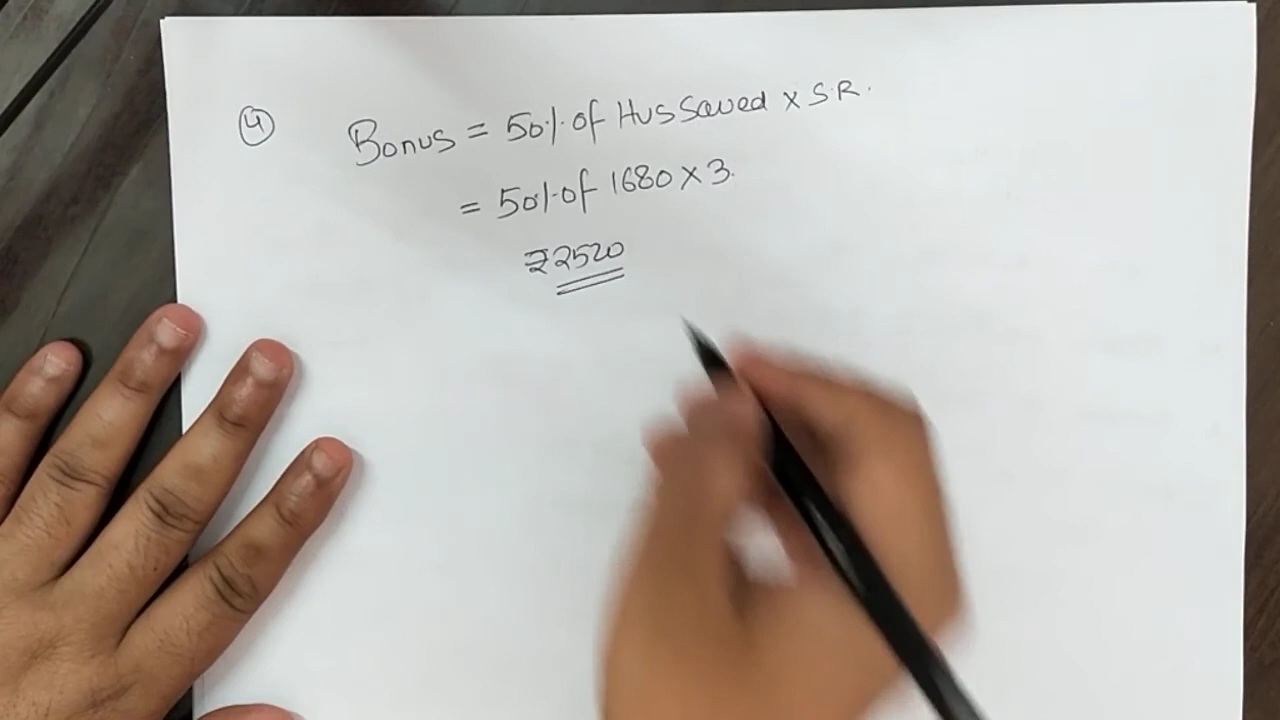 ④ Bonus = 50% of Hrs Saved × S.R.
= 50% of 1680 × 3.
₹2520